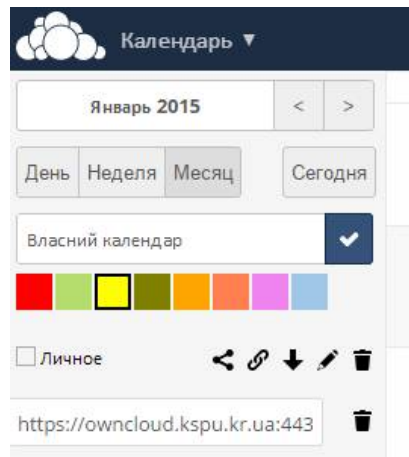 Календарь ▼
Январь 2015 < >
День Неделя Месяц Сегодня
Власний календар
Личное
https://owncloud.kspu.kr.ua:443